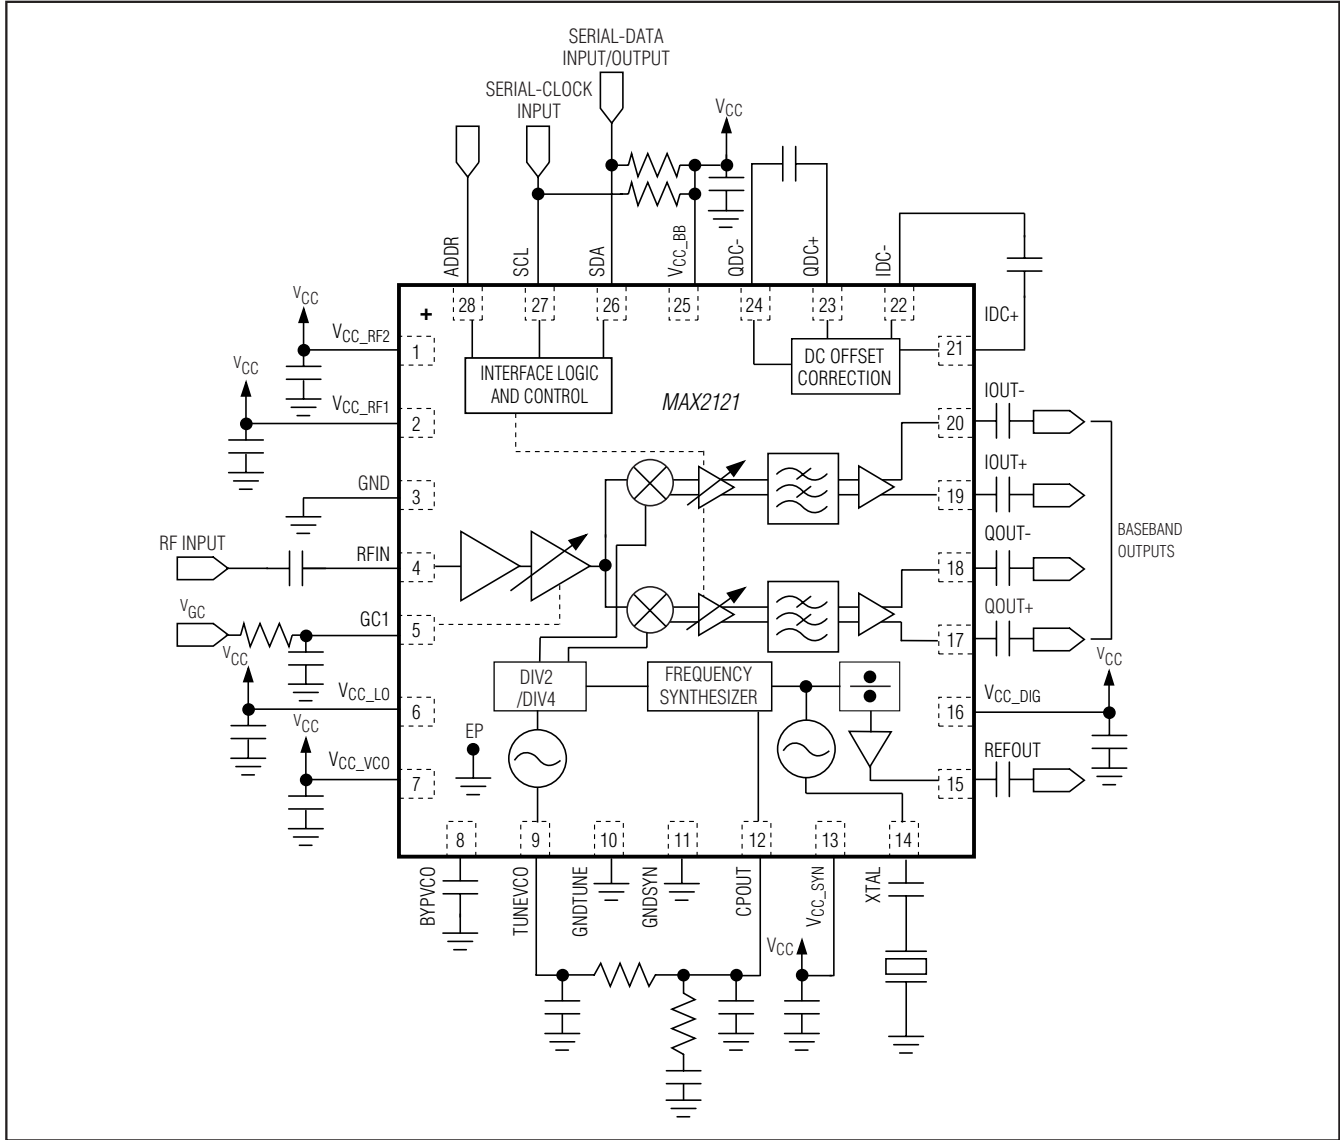 SERIAL-DATA
INPUT/OUTPUT
SERIAL-CLOCK
INPUT
VCC
ADDR
SCL
SDA
VCC_BB
QDC-
QDC+
IDC-
28
27
26
25
24
23
22
IDC+
+
VCC
VCC_RF2
1
21
INTERFACE LOGIC
AND CONTROL
DC OFFSET
CORRECTION
MAX2121
VCC
VCC_RF1
2
IOUT-
20
GND
3
IOUT+
19
RF INPUT
RFIN
4
QOUT-
18
BASEBAND
OUTPUTS
VGC
GC1
5
QOUT+
17
VCC
VCC_LO
6
DIV2
/DIV4
FREQUENCY
SYNTHESIZER
VCC
VCC_DIG
16
VCC
VCC_VCO
7
EP
REFOUT
15
8
9
10
11
12
13
14
BYPVCO
TUNEVCO
GNDTUNE
GNDSYN
CPOUT
VCC_SYN
XTAL
VCC